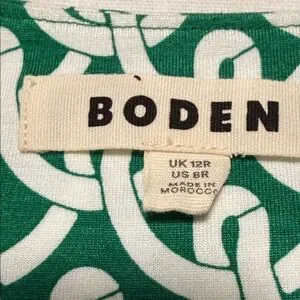 BODEN
UK 12R
US 8R
MADE IN
MOROCCO